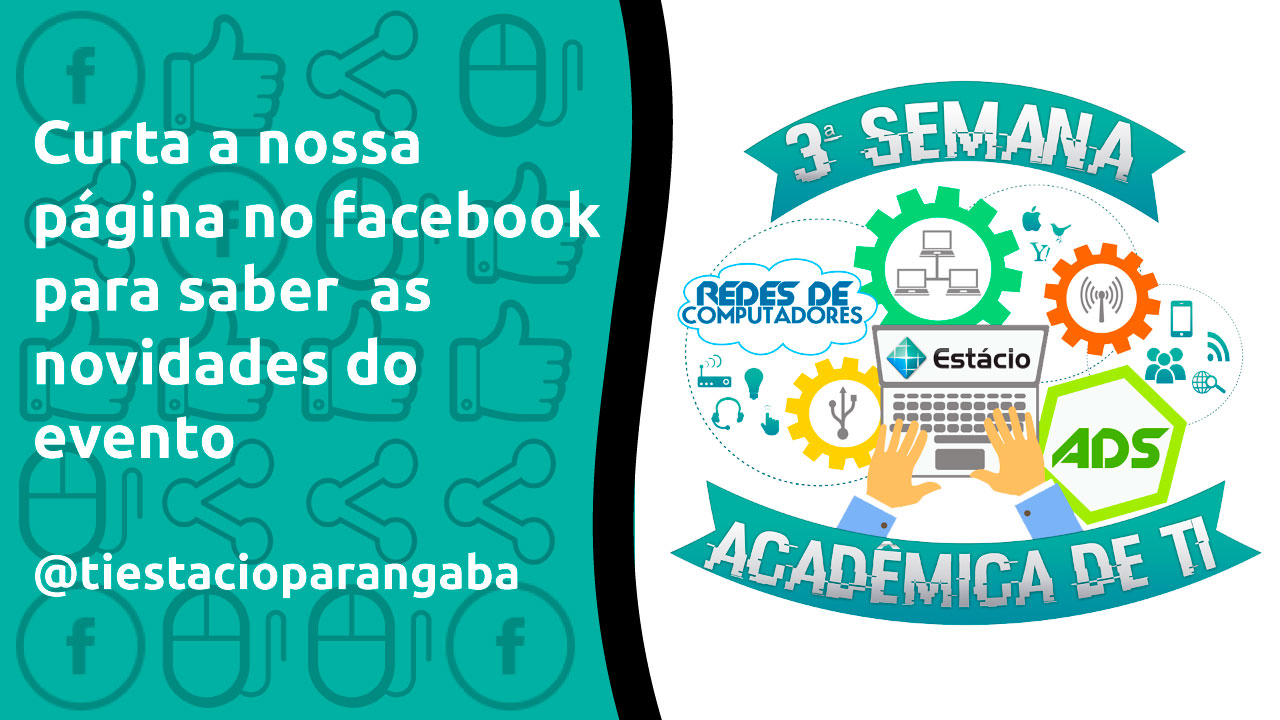 Curta a nossa
página no facebook
para saber as
novidades do
evento
@tiestacioparangaba
3ª SEMANA
REDES DE
COMPUTADORES
Y!
Estácio
ADS
ACADÊMICA DE TI